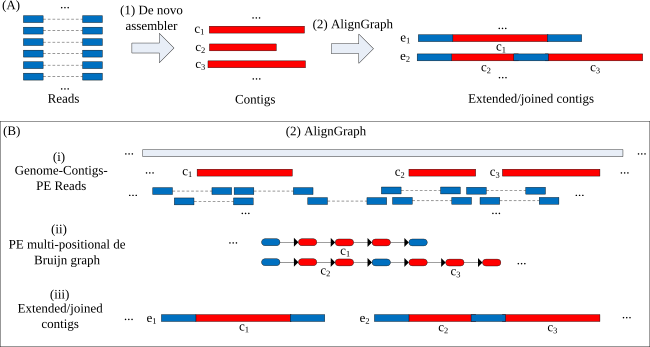 (A)
...
(1) De novo
assembler
...
c1
c2
c3
...
(2) AlignGraph
...
e1
c1
e2
c2
c3
...
...
Reads
Contigs
Extended/joined contigs
(B)
(2) AlignGraph
(i)
Genome-Contigs-
PE Reads
... ...
... c1 c2 c3 ...
... ...
... ...
(ii)
PE multi-positional de
Bruijn graph
...
c1
c2 c3 ...
(iii)
Extended/joined
contigs
... e1 e2 ...
c1 c2 c3